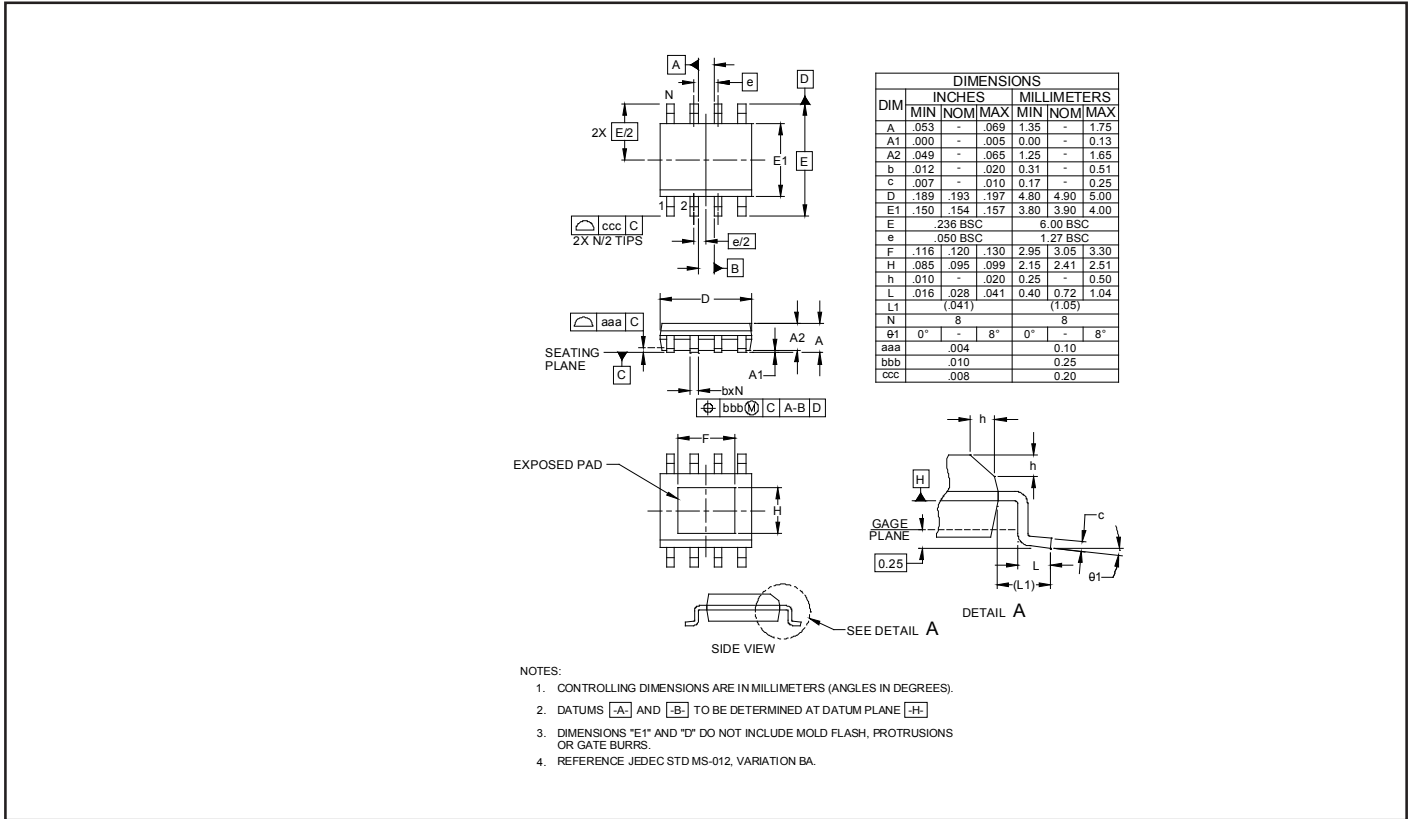 A
e
D
N
2X E/2
E1 E
1 2
ccc C
2X N/2 TIPS
e/2
B
D
aaa C
A2 A
SEATING
PLANE
C
A1
bxN
bbb M C A-B D
F
EXPOSED PAD
H
SIDE VIEW
SEE DETAIL A
DIMENSIONS
DIM INCHES MILLIMETERS
MIN NOM MAX MIN NOM MAX
A .053 - .069 1.35 - 1.75
A1 .000 - .005 0.00 - 0.13
A2 .049 - .065 1.25 - 1.65
b .012 - .020 0.31 - 0.51
c .007 - .010 0.17 - 0.25
D .189 .193 .197 4.80 4.90 5.00
E1 .150 .154 .157 3.80 3.90 4.00
E .236 BSC 6.00 BSC
e .050 BSC 1.27 BSC
F .116 .120 .130 2.95 3.05 3.30
H .085 .095 .099 2.15 2.41 2.51
h .010 - .020 0.25 - 0.50
L .016 .028 .041 0.40 0.72 1.04
L1 (.041) (1.05)
N 8 8
θ1 0° - 8° 0° - 8°
aaa .004 0.10
bbb .010 0.25
ccc .008 0.20
h
h
H
c
GAGE
PLANE
0.25
L
(L1)
θ1
DETAIL A
NOTES:
1. CONTROLLING DIMENSIONS ARE IN MILLIMETERS (ANGLES IN DEGREES).
2. DATUMS -A- AND -B- TO BE DETERMINED AT DATUM PLANE -H-
3. DIMENSIONS "E1" AND "D" DO NOT INCLUDE MOLD FLASH, PROTRUSIONS
OR GATE BURRS.
4. REFERENCE JEDEC STD MS-012, VARIATION BA.